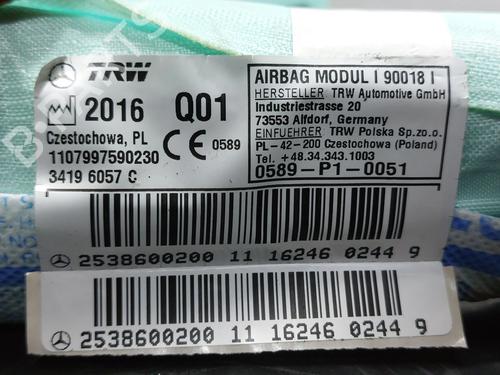 TRW
2016 Q01
Czestochowa, PL
1107997590230
3419 6057 C
CE 0589
AIRBAG MODUL I 90018 I
HERSTELLER TRW Automotive GmbH
Industriestrasse 20
73553 Alfdorf, Germany
EINFUEHRER TRW Polska Sp.zo.o.
PL-42-200 Czestochowa (Poland)
Tel. +48.34.343.1003
0589-P1-0051
2538600200 11 16246 0244 9
2538600200 11 16246 0244 9